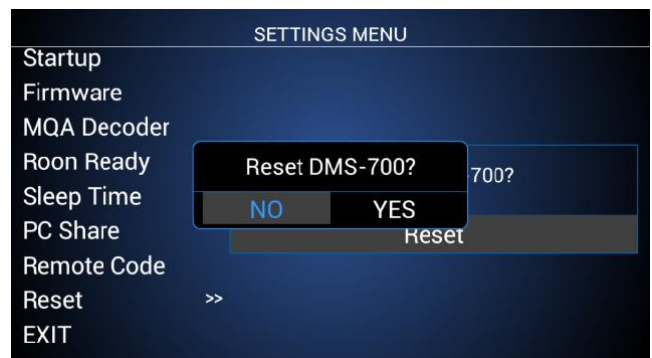 SETTINGS MENU
Startup
Firmware
MQA Decoder
Roon Ready
Sleep Time
PC Share
Remote Code
Reset >>
EXIT
Reset DMS-700?
NO YES
-700?
Reset